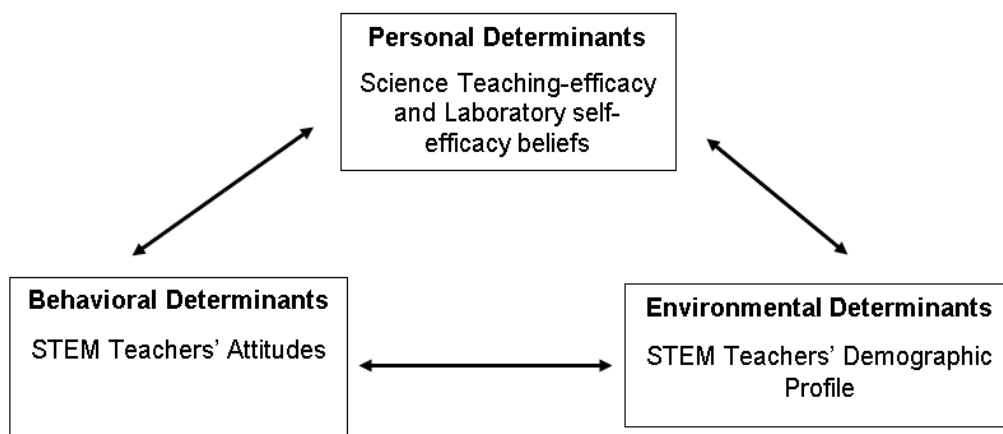 Personal Determinants
Science Teaching-efficacy
and Laboratory self-
efficacy beliefs
Behavioral Determinants
STEM Teachers’ Attitudes
Environmental Determinants
STEM Teachers’ Demographic
Profile